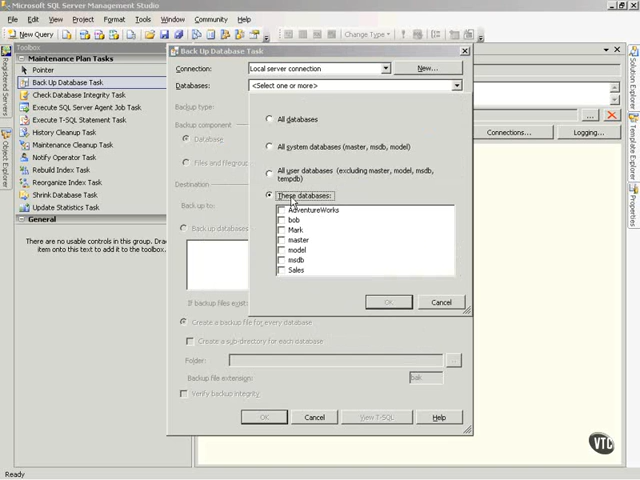 Microsoft SQL Server Management Studio
File Edit View Project Tools Window Community Help
New Query
Change Type
Toolbox
Maintenance Plan Tasks
Pointer
Back Up Database Task
Check Database Integrity Task
Execute SQL Server Agent Job Task
Execute T-SQL Statement Task
History Cleanup Task
Maintenance Cleanup Task
Notify Operator Task
Rebuild Index Task
Reorganize Index Task
Shrink Database Task
Update Statistics Task
General
There are no usable controls in this group. Drag an
item onto this text to add it to the toolbox.
Registered Servers
Object Explorer
Back Up Database Task
Connection:
Local server connection
New...
Databases:
<Select one or more>
Backup type:
Backup component
Database
Files and filegroups
Destination
Back up to:
Back up databases
If backup files exist:
All databases
All system databases (master, msdb, model)
All user databases (excluding master, model, msdb,
tempdb)
These databases:
AdventureWorks
bob
Mark
master
model
msdb
Sales
OK
Cancel
Create a backup file for every database
Create a sub-directory for each database
Folder:
...
Backup file extension:
bak
Verify backup integrity
OK
Cancel
View T-SQL
Help
...
Connections...
Logging...
Solution Explorer
Template Explorer
Properties
VTC
Ready